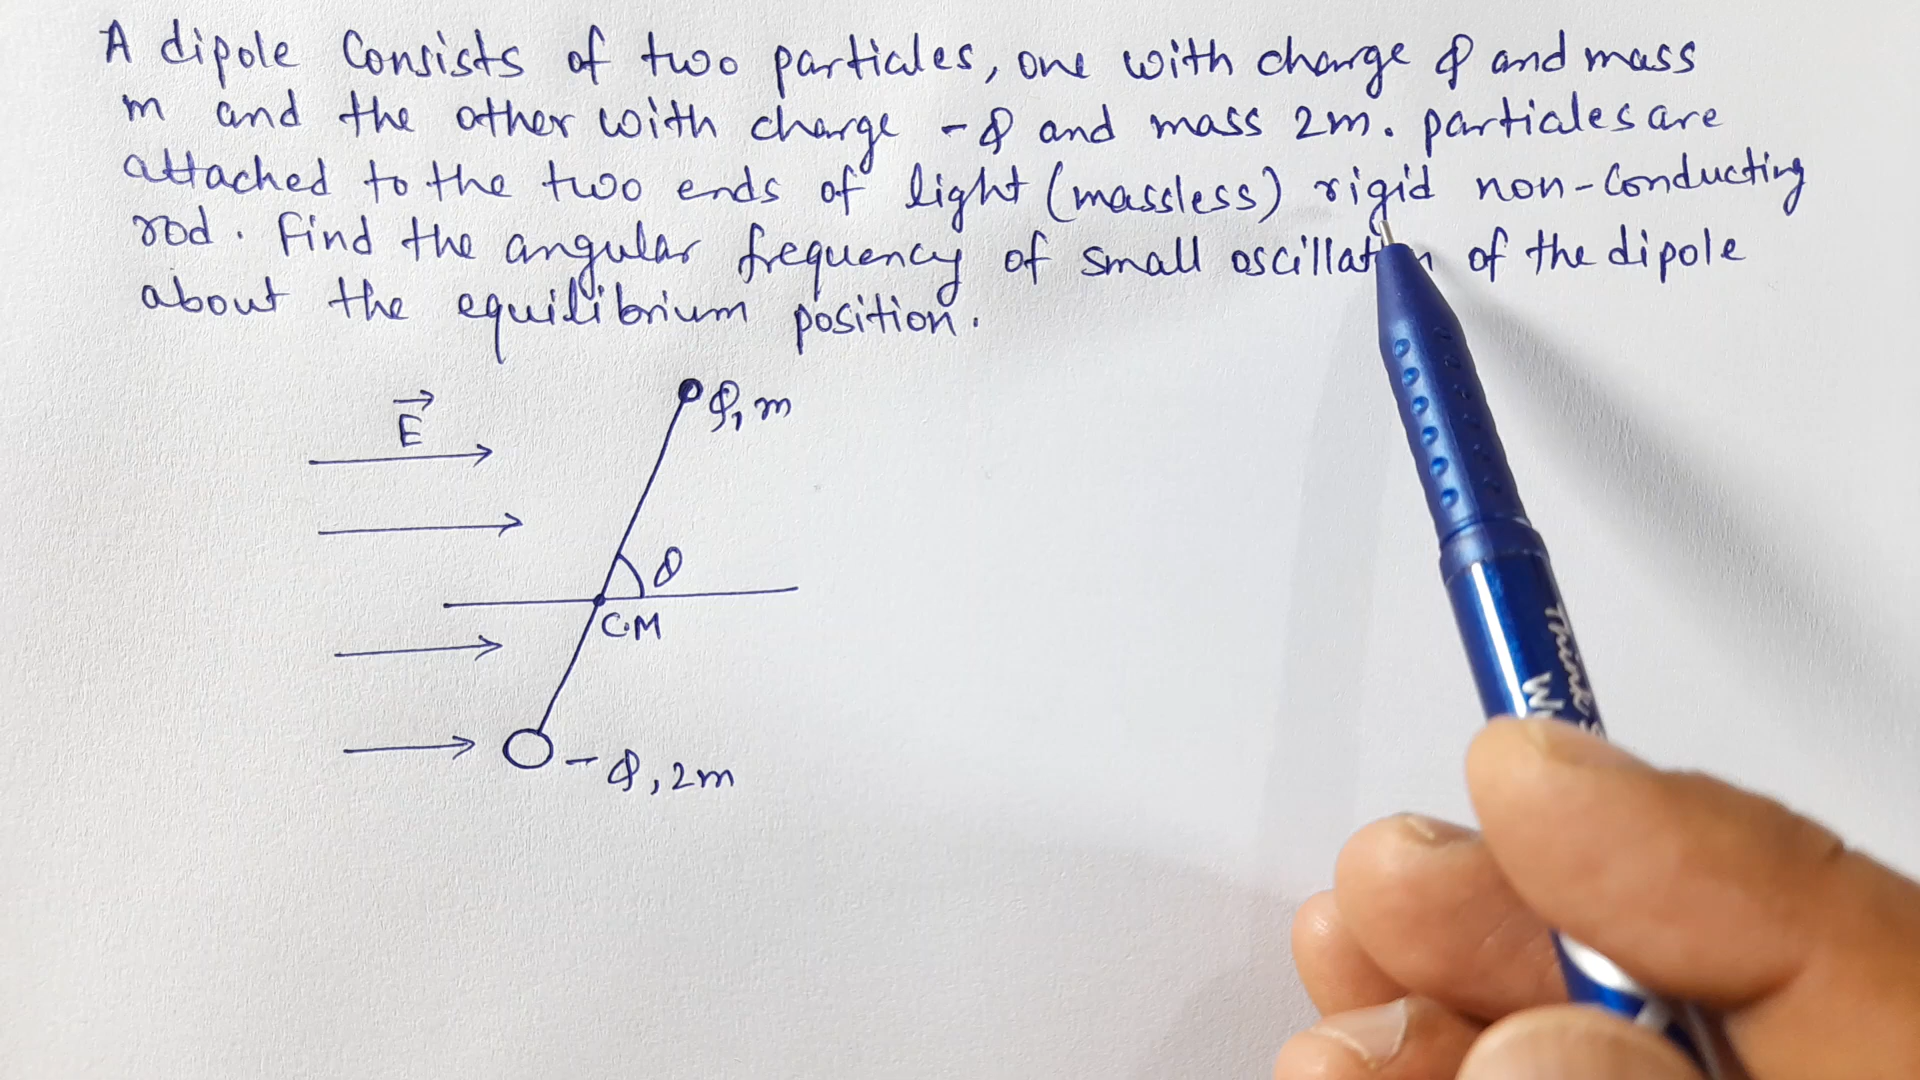 A dipole Consists of two particles, one with charge Q and mass
m and the other with charge -Q and mass 2m. particles are
attached to the two ends of light (massless) rigid non-Conducting
rod. Find the angular frequency of small oscillation of the dipole
about the equilibrium position.
E
Q, m
θ
C.M
-Q, 2m